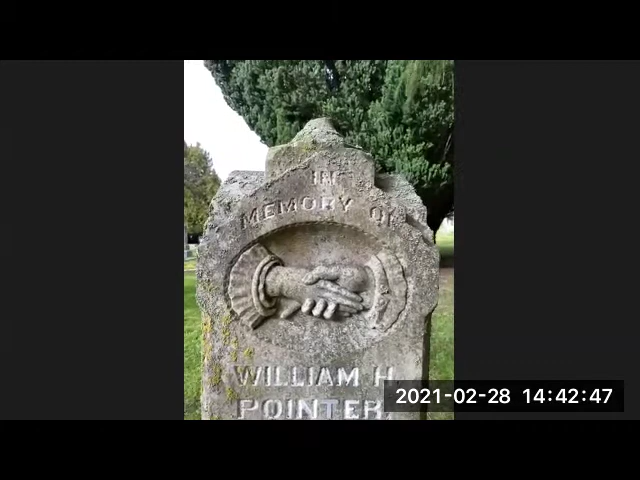 IN
MEMORY OF
WILLIAM H.
POINTER.
2021-02-28 14:42:47